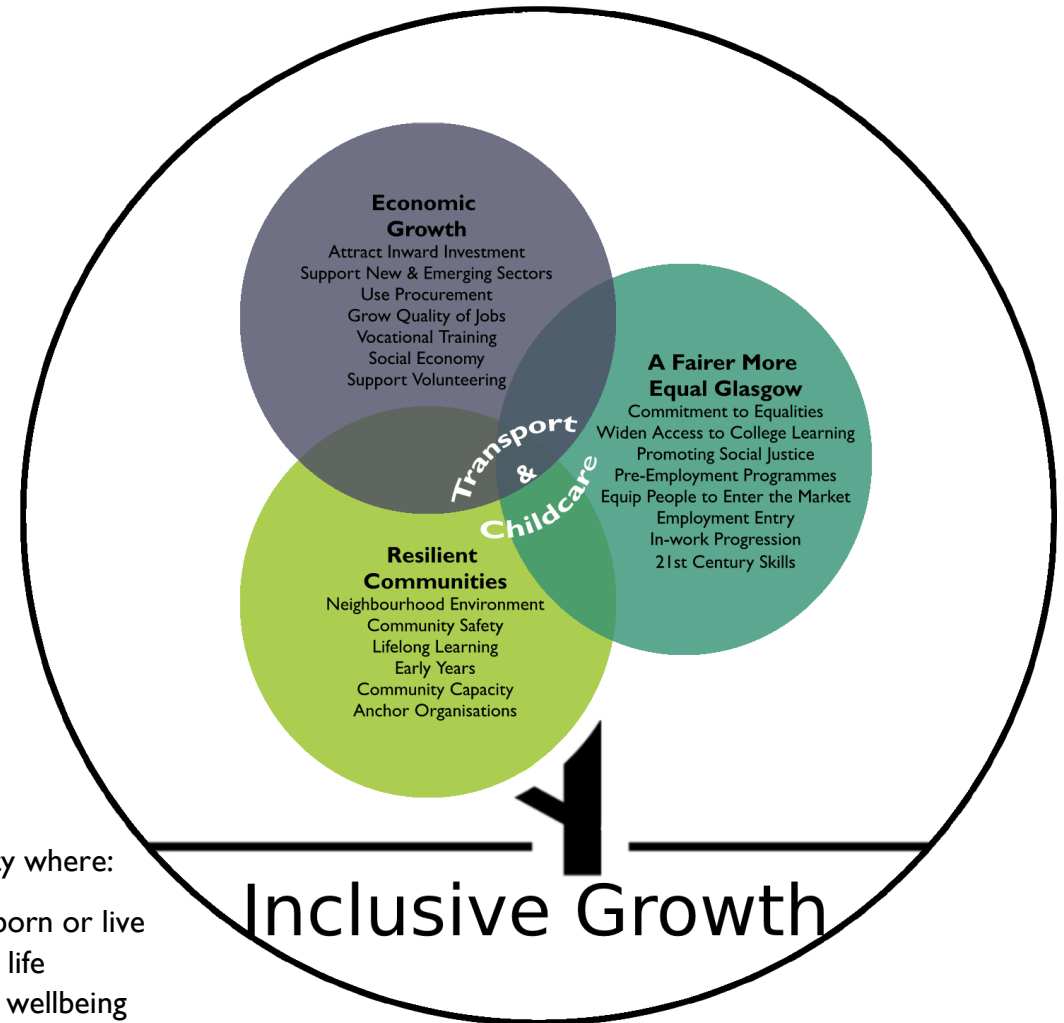 Economic
Growth
Attract Inward Investment
Support New & Emerging Sectors
Use Procurement
Grow Quality of Jobs
Vocational Training
Social Economy
Support Volunteering
A Fairer More
Equal Glasgow
Commitment to Equalities
Widen Access to College Learning
Promoting Social Justice
Pre-Employment Programmes
Equip People to Enter the Market
Employment Entry
In-work Progression
21st Century Skills
Transport
&
Childcare
Resilient
Communities
Neighbourhood Environment
Community Safety
Lifelong Learning
Early Years
Community Capacity
Anchor Organisations
Inclusive Growth
where:
born or live
life
wellbeing